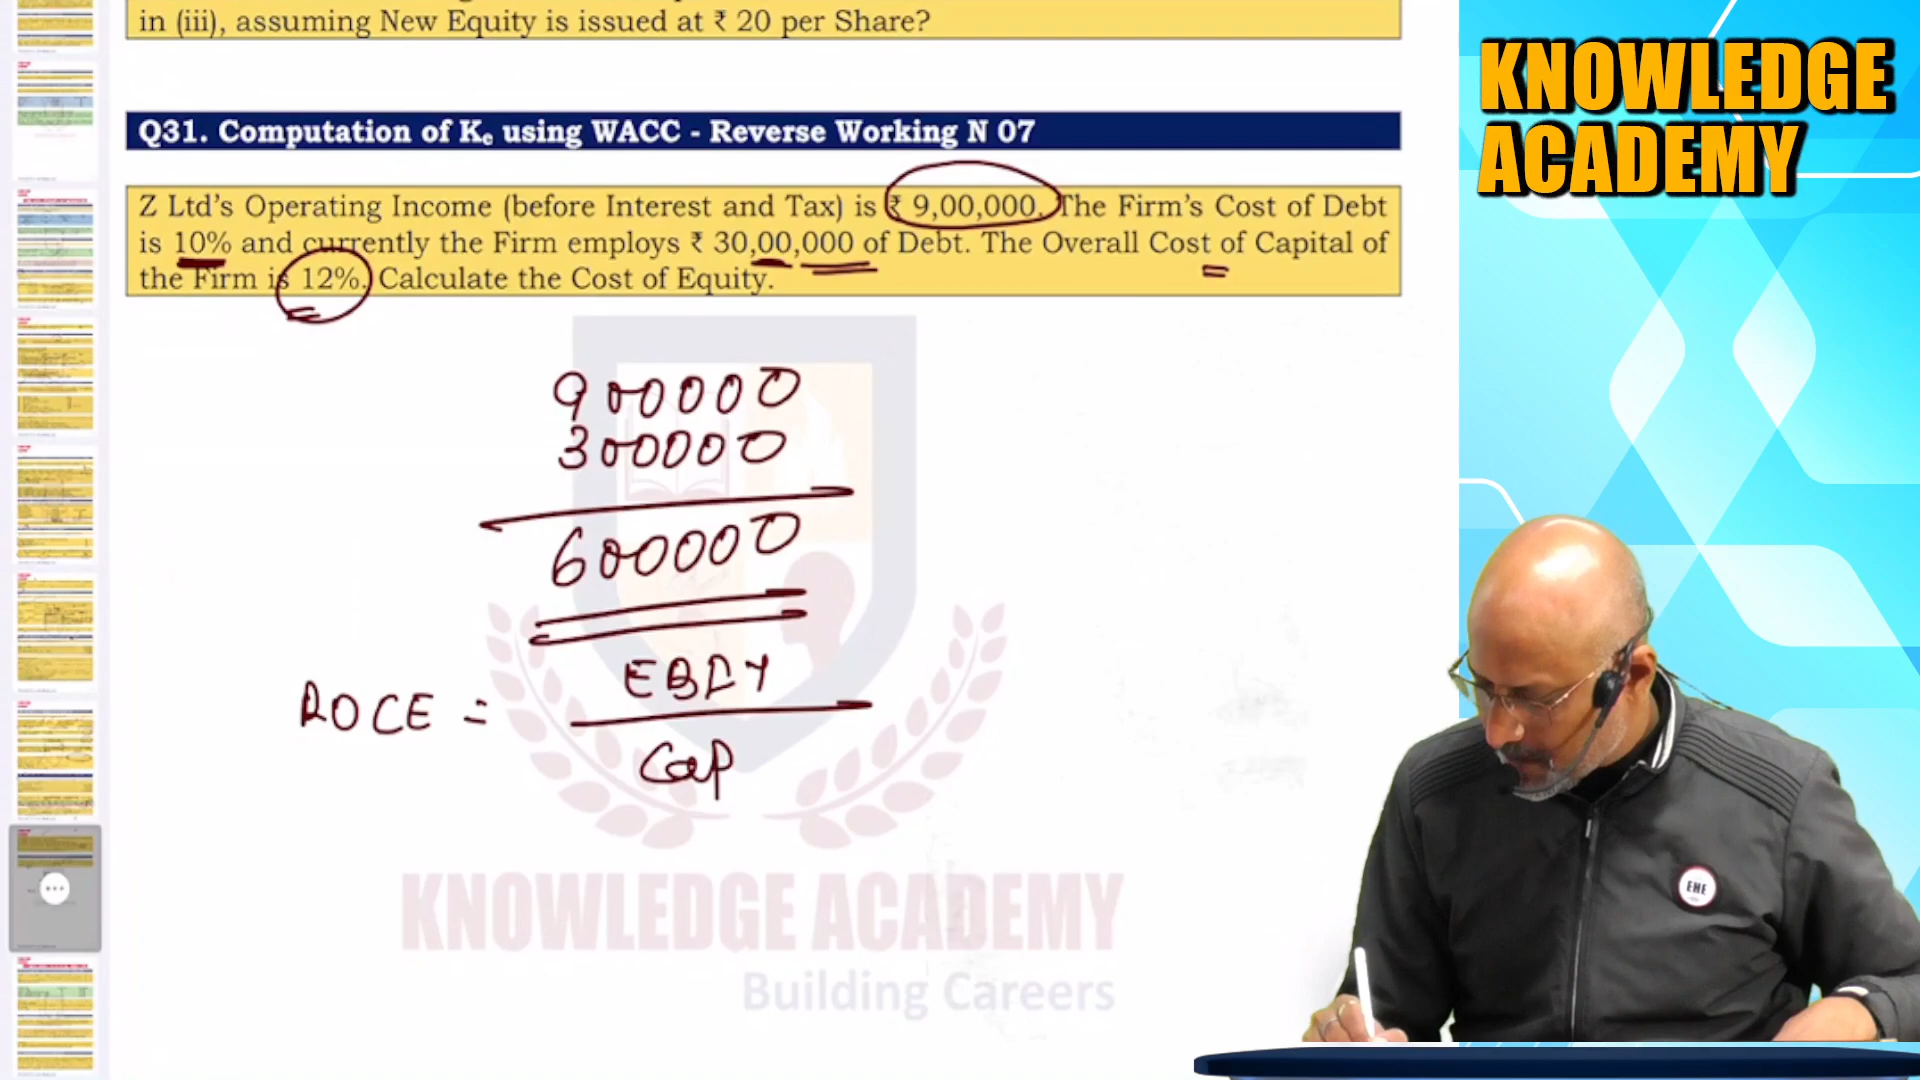 in (iii), assuming New Equity is issued at ₹ 20 per Share?
KNOWLEDGE
ACADEMY
Q31. Computation of Ke using WACC - Reverse Working N 07
Z Ltd's Operating Income (before Interest and Tax) is ₹ 9,00,000. The Firm's Cost of Debt
is 10% and currently the Firm employs ₹ 30,00,000 of Debt. The Overall Cost of Capital of
the Firm is 12%. Calculate the Cost of Equity.
900000
300000
600000
ROCE = EBIT
Cap
KNOWLEDGE ACADEMY
Building Careers
EHE